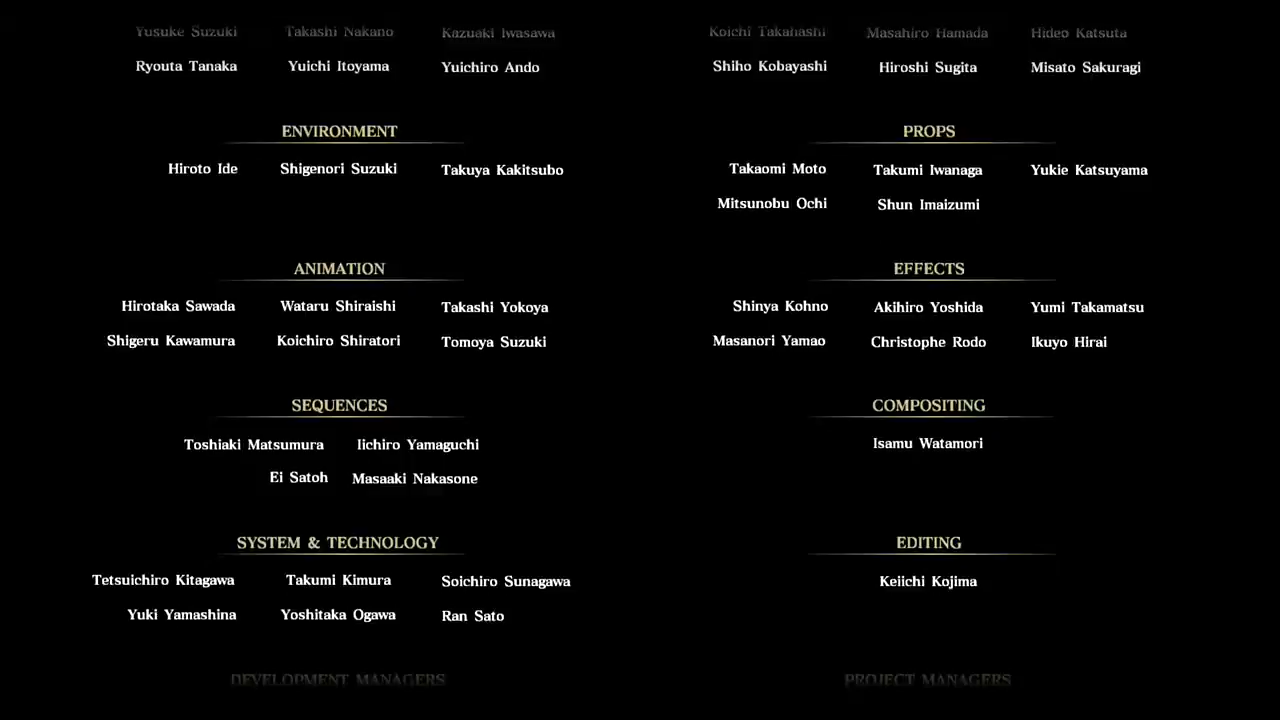 Yusuke Suzuki Takashi Nakano Kazuaki Iwasawa
Ryouta Tanaka Yuichi Itoyama Yuichiro Ando
Koichi Takahashi Masahiro Hamada Hideo Katsuta
Shiho Kobayashi Hiroshi Sugita Misato Sakuragi
ENVIRONMENT
Hiroto Ide Shigenori Suzuki Takuya Kakitsubo
PROPS
Takaomi Moto Takumi Iwanaga Yukie Katsuyama
Mitsunobu Ochi Shun Imaizumi
ANIMATION
Hirotaka Sawada Wataru Shiraishi Takashi Yokoya
Shigeru Kawamura Koichiro Shiratori Tomoya Suzuki
EFFECTS
Shinya Kohno Akihiro Yoshida Yumi Takamatsu
Masanori Yamao Christophe Rodo Ikuyo Hirai
SEQUENCES
Toshiaki Matsumura Iichiro Yamaguchi
Ei Satoh Masaaki Nakasone
COMPOSITING
Isamu Watamori
SYSTEM & TECHNOLOGY
Tetsuichiro Kitagawa Takumi Kimura Soichiro Sunagawa
Yuki Yamashina Yoshitaka Ogawa Ran Sato
EDITING
Keiichi Kojima
DEVELOPMENT MANAGERS
PROJECT MANAGERS